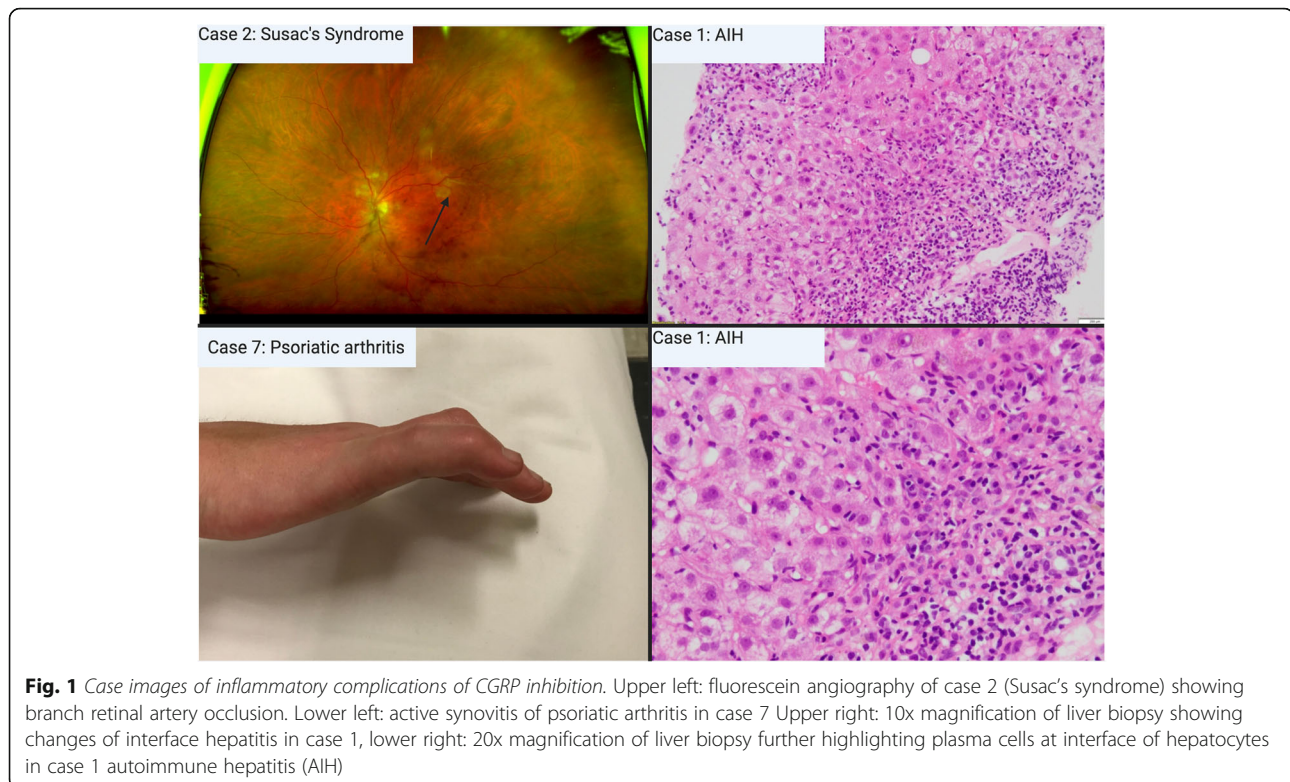 Case 2: Susac's Syndrome
Case 1: AIH
Case 7: Psoriatic arthritis
Case 1: AIH
Fig. 1 Case images of inflammatory complications of CGRP inhibition. Upper left: fluorescein angiography of case 2 (Susac's syndrome) showing
branch retinal artery occlusion. Lower left: active synovitis of psoriatic arthritis in case 7 Upper right: 10x magnification of liver biopsy showing
changes of interface hepatitis in case 1, lower right: 20x magnification of liver biopsy further highlighting plasma cells at interface of hepatocytes
in case 1 autoimmune hepatitis (AIH)